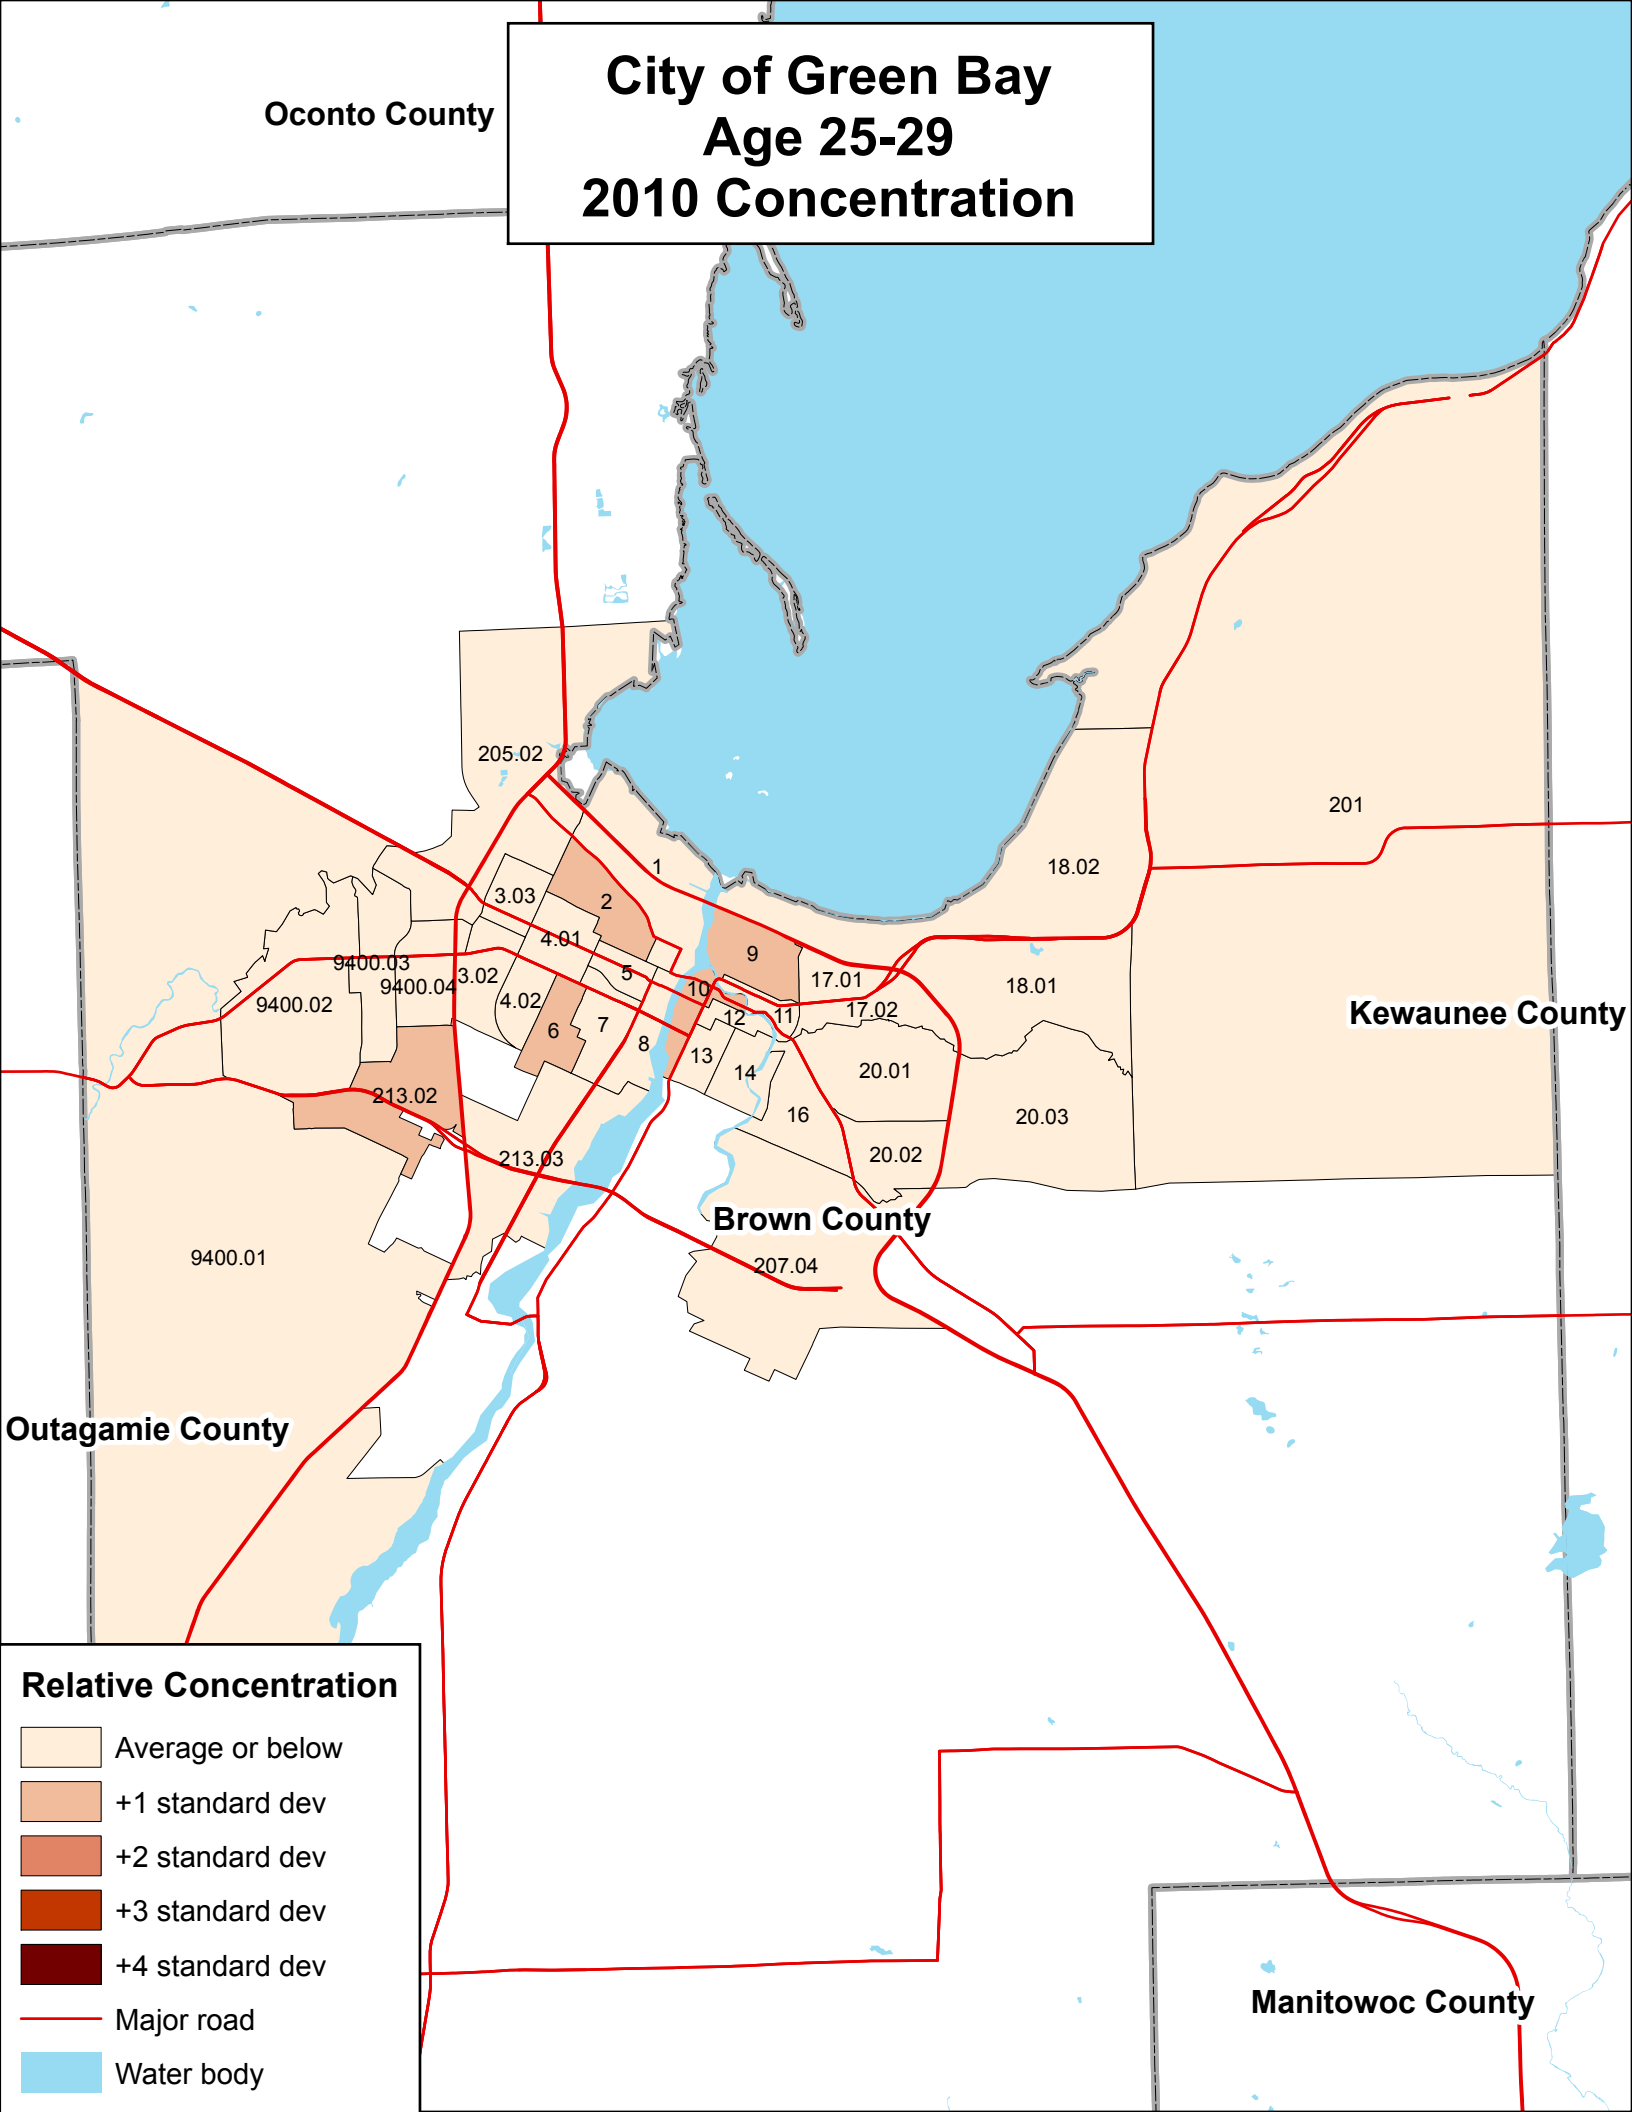 City of Green Bay
Age 25-29
2010 Concentration
Oconto County
205.02
201
1
18.02
3.03
2
4.01
9
9400.03
5
17.01
3.02
9400.04
10
18.01
9400.02
4.02
17.02
Kewaunee County
11
12
6
7
8
13
14
20.01
213.02
16
20.03
20.02
213.03
Brown County
9400.01
207.04
Outagamie County
Relative Concentration
Average or below
+1 standard dev
+2 standard dev
+3 standard dev
+4 standard dev
Major road
Water body
Manitowoc County